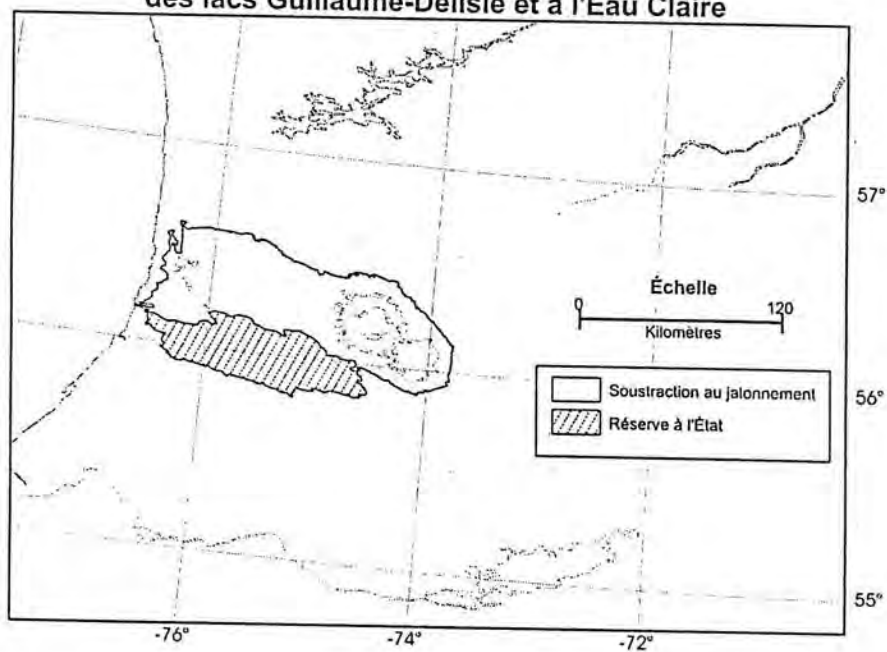 des lacs Guillaume-Delisle et à l'Eau Claire
57°
Échelle
0 120
Kilomètres
Soustraction au jalonnement
56°
Réserve à l'État
55°
-76° -74° -72°